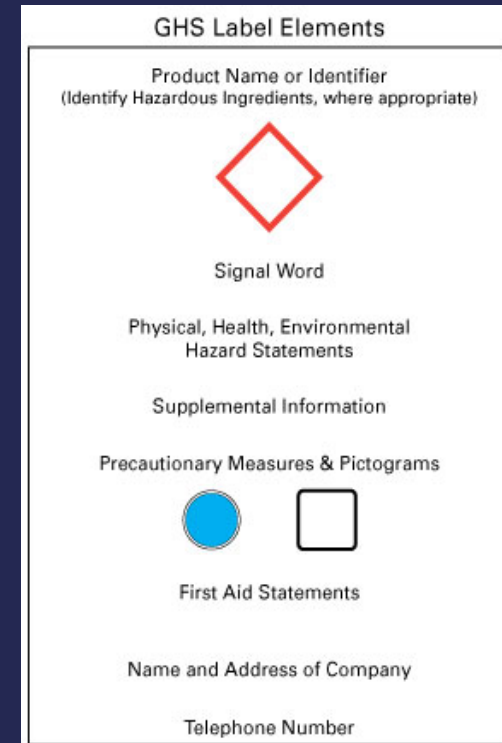 GHS Label Elements
Product Name or Identifier
(Identify Hazardous Ingredients, where appropriate)
Signal Word
Physical, Health, Environmental
Hazard Statements
Supplemental Information
Precautionary Measures & Pictograms
First Aid Statements
Name and Address of Company
Telephone Number